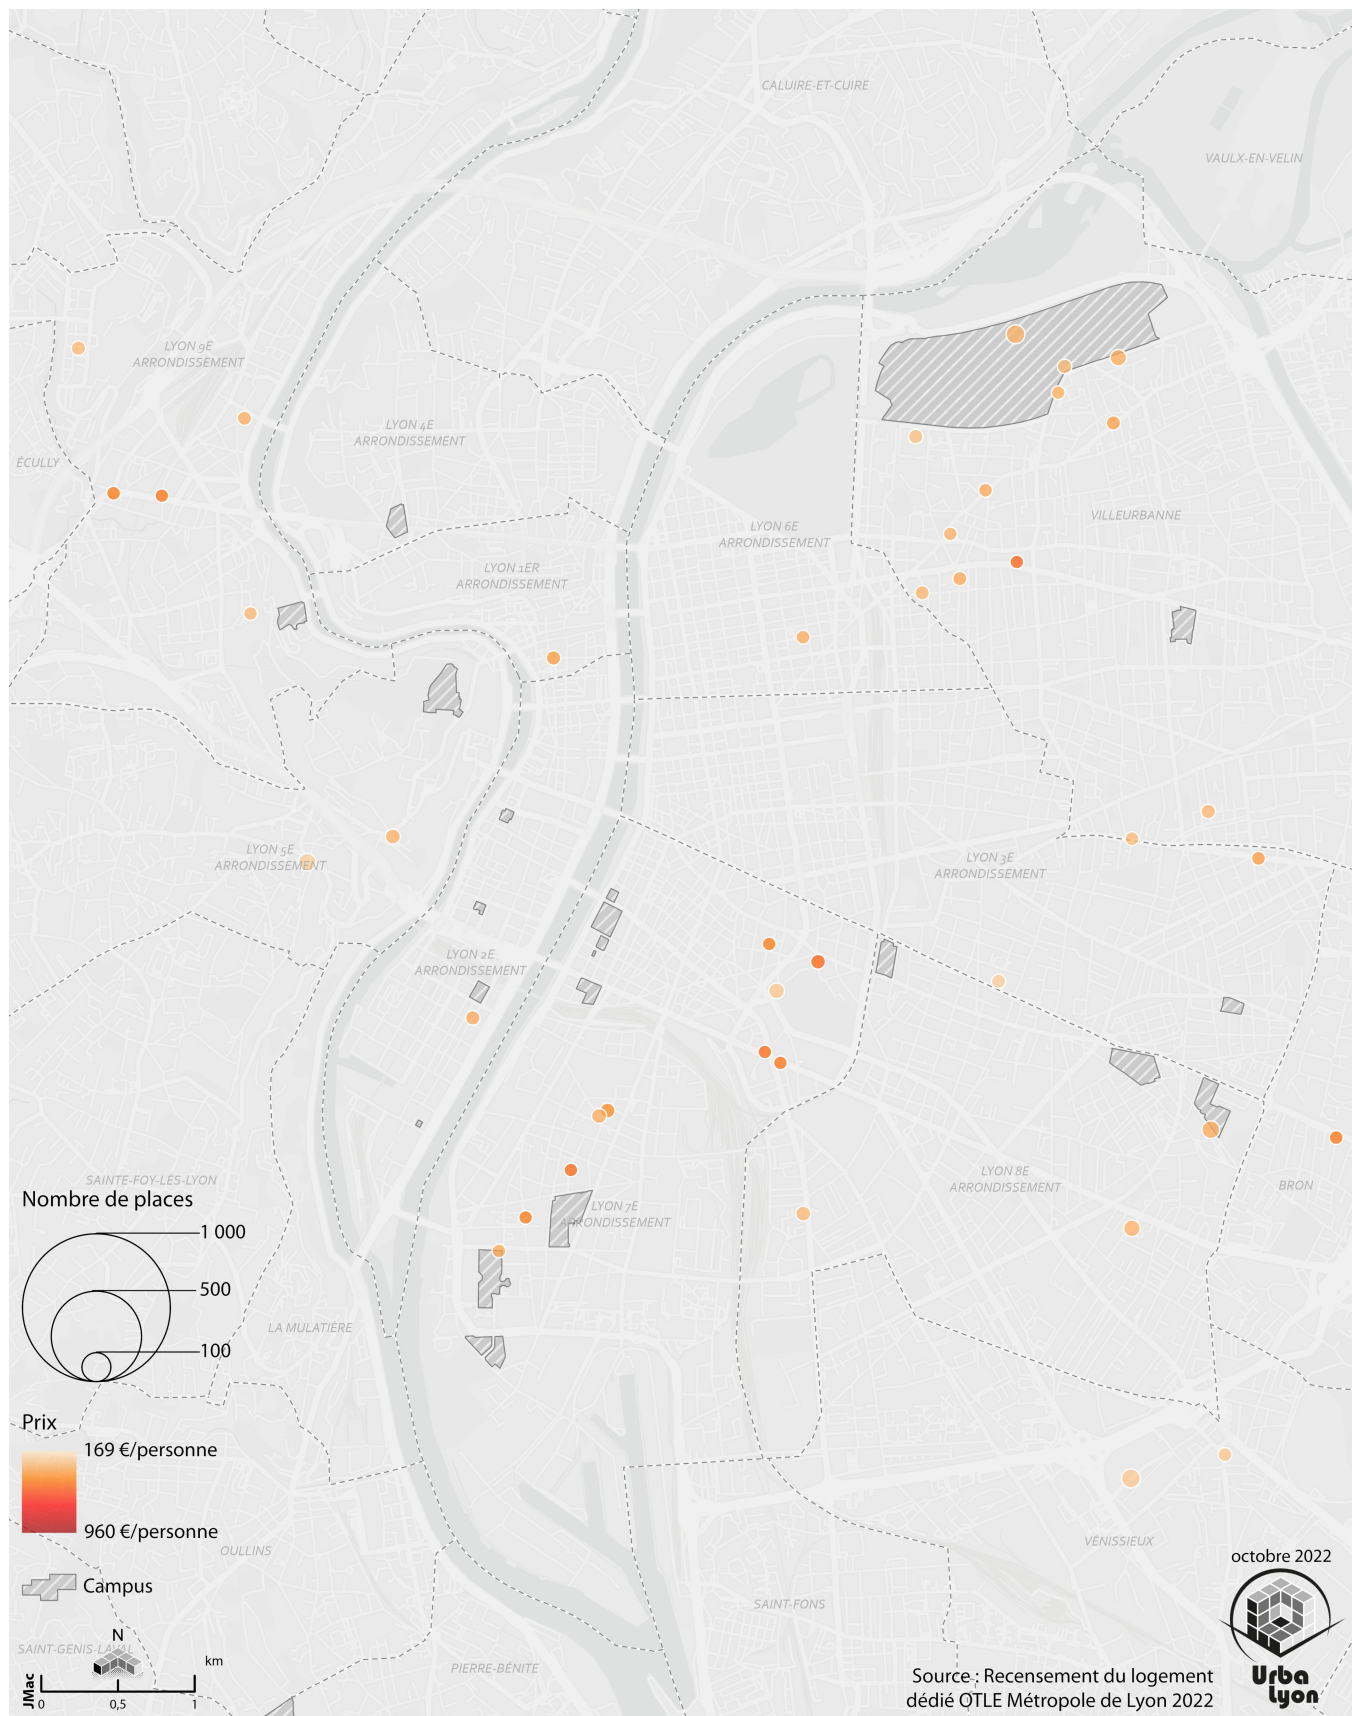 CALUIRE-ET-CUIRE
VAULX-EN-VELIN
LYON 9E
ARRONDISSEMENT
LYON 4E
ARRONDISSEMENT
ÉCULLY
LYON 6E
ARRONDISSEMENT
VILLEURBANNE
LYON 1ER
ARRONDISSEMENT
LYON 5E
ARRONDISSEMENT
LYON 3E
ARRONDISSEMENT
LYON 2E
ARRONDISSEMENT
SAINTE-FOY-LÈS-LYON
LYON 8E
ARRONDISSEMENT
BRON
LYON 7E
ARRONDISSEMENT
Nombre de places
1 000
500
100
LA MULATIÈRE
Prix
169 €/personne
960 €/personne
OULLINS
VÉNISSIEUX
Campus
SAINT-FONS
SAINT-GENIS-LAVAL
PIERRE-BÉNITE
N
km
JMac
0
0,5
1
octobre 2022
Urba
Lyon
Source : Recensement du logement
dédié OTLE Métropole de Lyon 2022